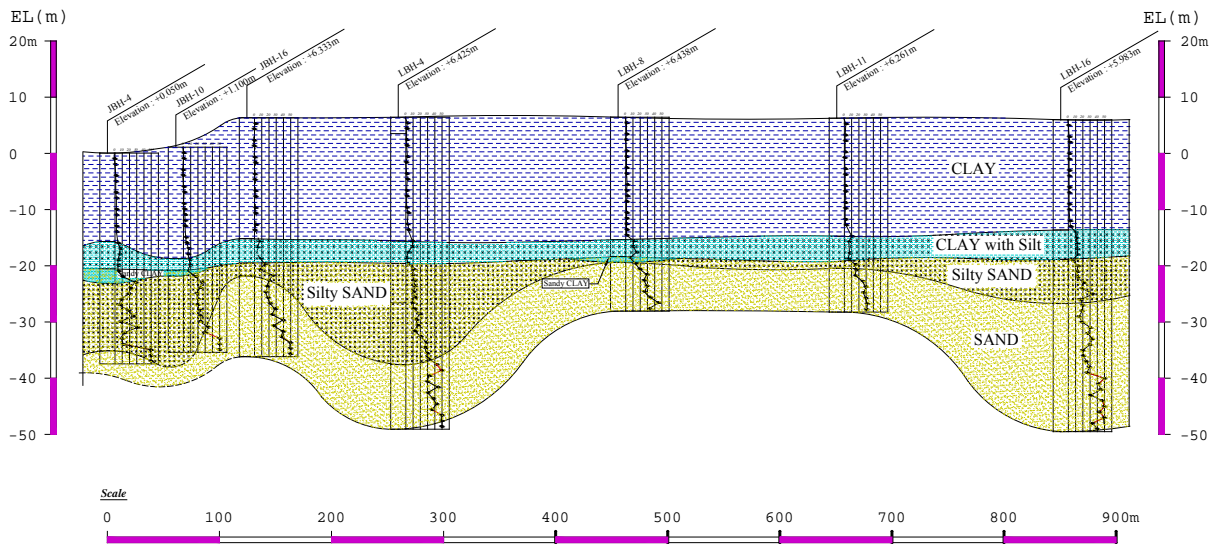 EL(m)
EL(m)
20m
10
0
-10
-20
-30
-40
-50
JBH-4
Elevation : +0.050m
JBH-10
Elevation : +1.100m
JBH-16
Elevation : +6.333m
LBH-4
Elevation : +6.425m
LBH-8
Elevation : +6.438m
LBH-11
Elevation : +6.261m
LBH-16
Elevation : +5.983m
20m
10
0
-10
-20
-30
-40
-50
CLAY
CLAY with Silt
Sandy CLAY
Silty SAND
Sandy CLAY
Silty SAND
SAND
Scale
0 100 200 300 400 500 600 700 800 900m